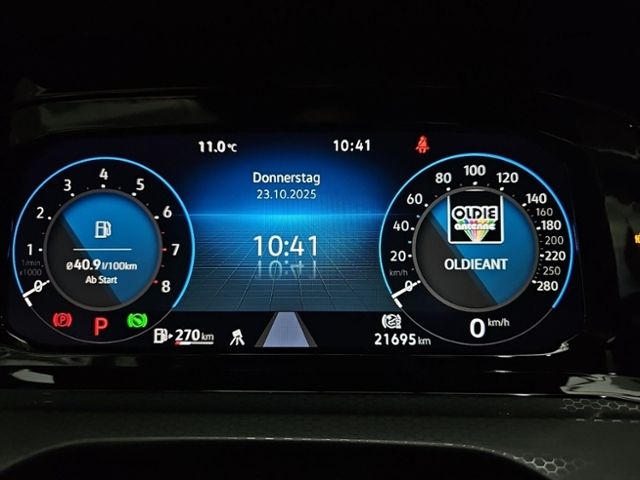 11.0 °C
10:41
Donnerstag
23.10.2025
10:41
0 1 2 3 4 5 6 7 8
1/min
x1000
ø40.9 l/100km
Ab Start
0 20 40 60 80 100 120 140 160 180 200 220 250 280
km/h
OLDIE
antenne
OLDIEANT
(P)
P
270 km
21695 km
0 km/h